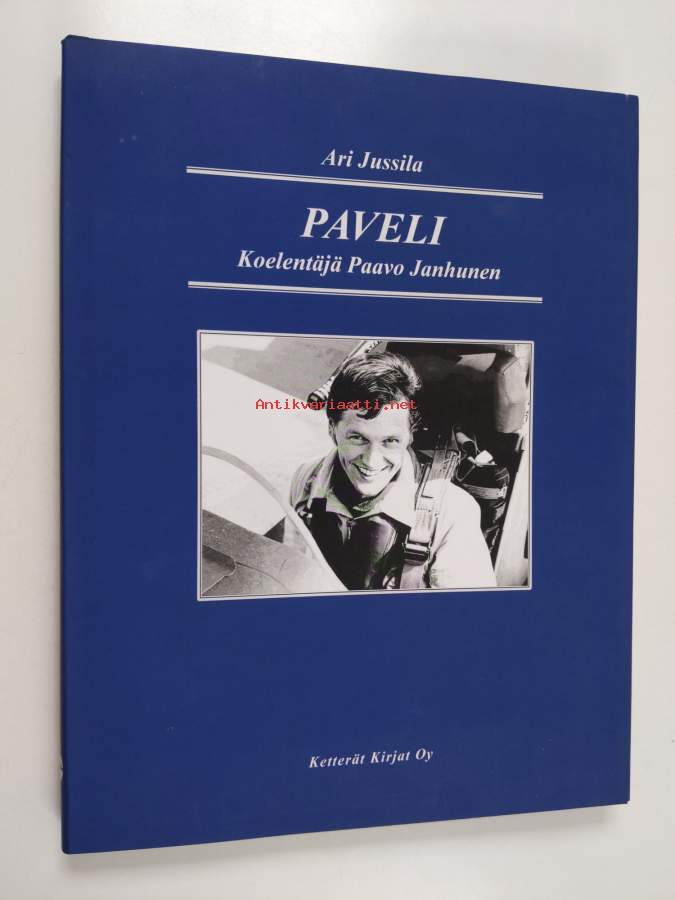 Ari Jussila
PAVELI
Koelentäjä Paavo Janhunen
Antikvariaatti.net
Ketterät Kirjat Oy